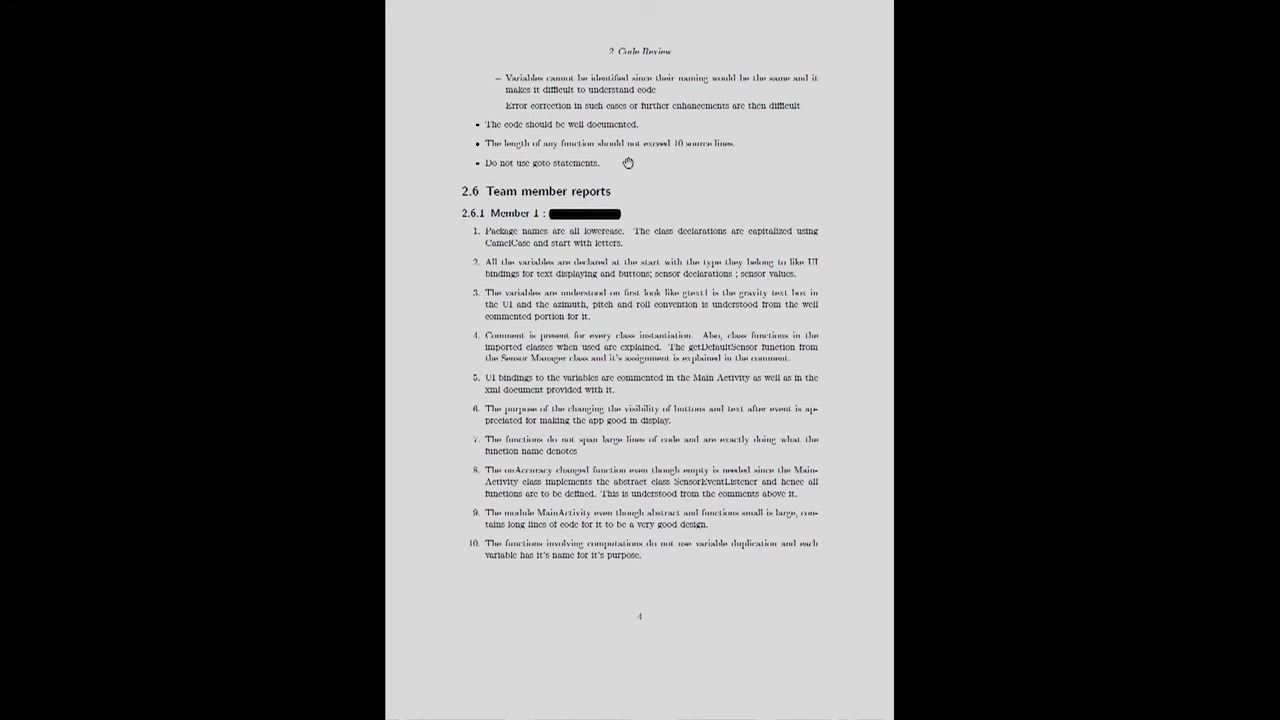 2 Code Review
– Variables cannot be identified since their naming would be the same and it
makes it difficult to understand code
Error correction in such cases or further enhancements are then difficult
• The code should be well documented.
• The length of any function should not exceed 10 source lines.
• Do not use goto statements.
2.6 Team member reports
2.6.1 Member 1 :
1. Package names are all lowercase. The class declarations are capitalized using
CamelCase and start with letters.
2. All the variables are declared at the start with the type they belong to like UI
bindings for text displaying and buttons; sensor declarations ; sensor values.
3. The variables are understood on first look like gtext1 is the gravity text box in
the UI and the azimuth, pitch and roll convention is understood from the well
commented portion for it.
4. Comment is present for every class instantiation. Also, class functions in the
imported classes when used are explained. The getDefaultSensor function from
the Sensor Manager class and it's assignment is explained in the comment.
5. UI bindings to the variables are commented in the Main Activity as well as in the
xml document provided with it.
6. The purpose of the changing the visibility of buttons and text after event is ap-
preciated for making the app good in display.
7. The functions do not span large lines of code and are exactly doing what the
function name denotes
8. The onAccuracy changed function even though empty is needed since the Main-
Activity class implements the abstract class SensorEventListener and hence all
functions are to be defined. This is understood from the comments above it.
9. The module MainActivity even though abstract and functions small is large, con-
tains long lines of code for it to be a very good design.
10. The functions involving computations do not use variable duplication and each
variable has it's name for it's purpose.
4